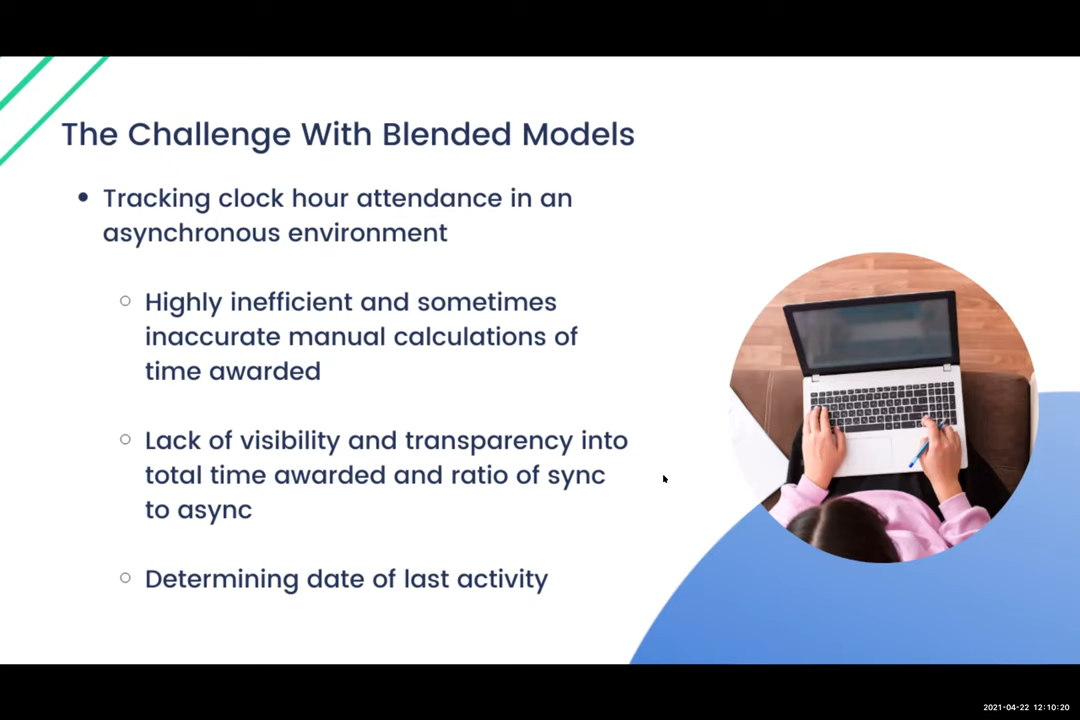 The Challenge With Blended Models
• Tracking clock hour attendance in an
asynchronous environment
○ Highly inefficient and sometimes
inaccurate manual calculations of
time awarded
○ Lack of visibility and transparency into
total time awarded and ratio of sync
to async
○ Determining date of last activity
2021-04-22 12:10:20